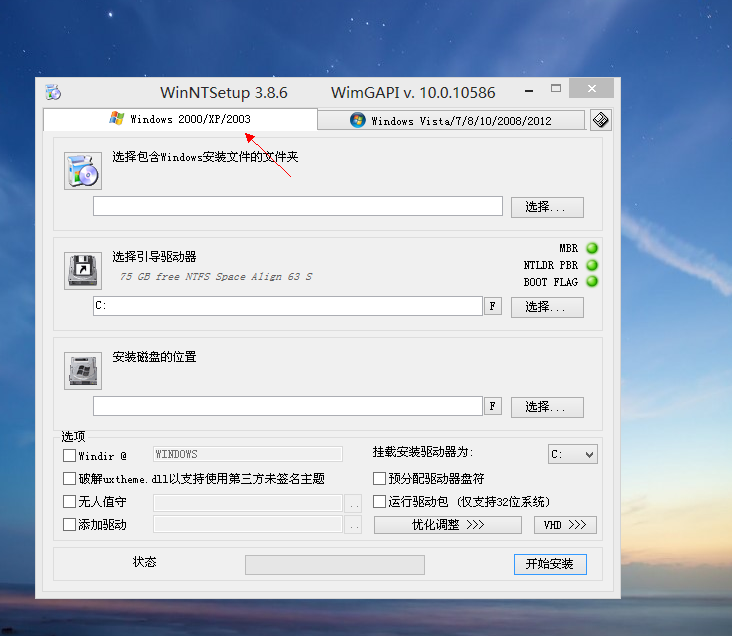 WinNTSetup 3.8.6 WimGAPI v. 10.0.10586
Windows 2000/XP/2003 Windows Vista/7/8/10/2008/2012
选择包含Windows安装文件的文件夹
选择...
选择引导驱动器 MBR
75 GB free NTFS Space Align 63 S NTLDR PBR
BOOT FLAG
C: F 选择...
安装磁盘的位置
F 选择...
选项
Windir @ WINDOWS 挂载安装驱动器为: C:
破解uxtheme.dll以支持使用第三方未签名主题 预分配驱动器盘符
无人值守 .. 运行驱动包 (仅支持32位系统)
添加驱动 .. 优化调整 >>> VHD >>>
状态 开始安装